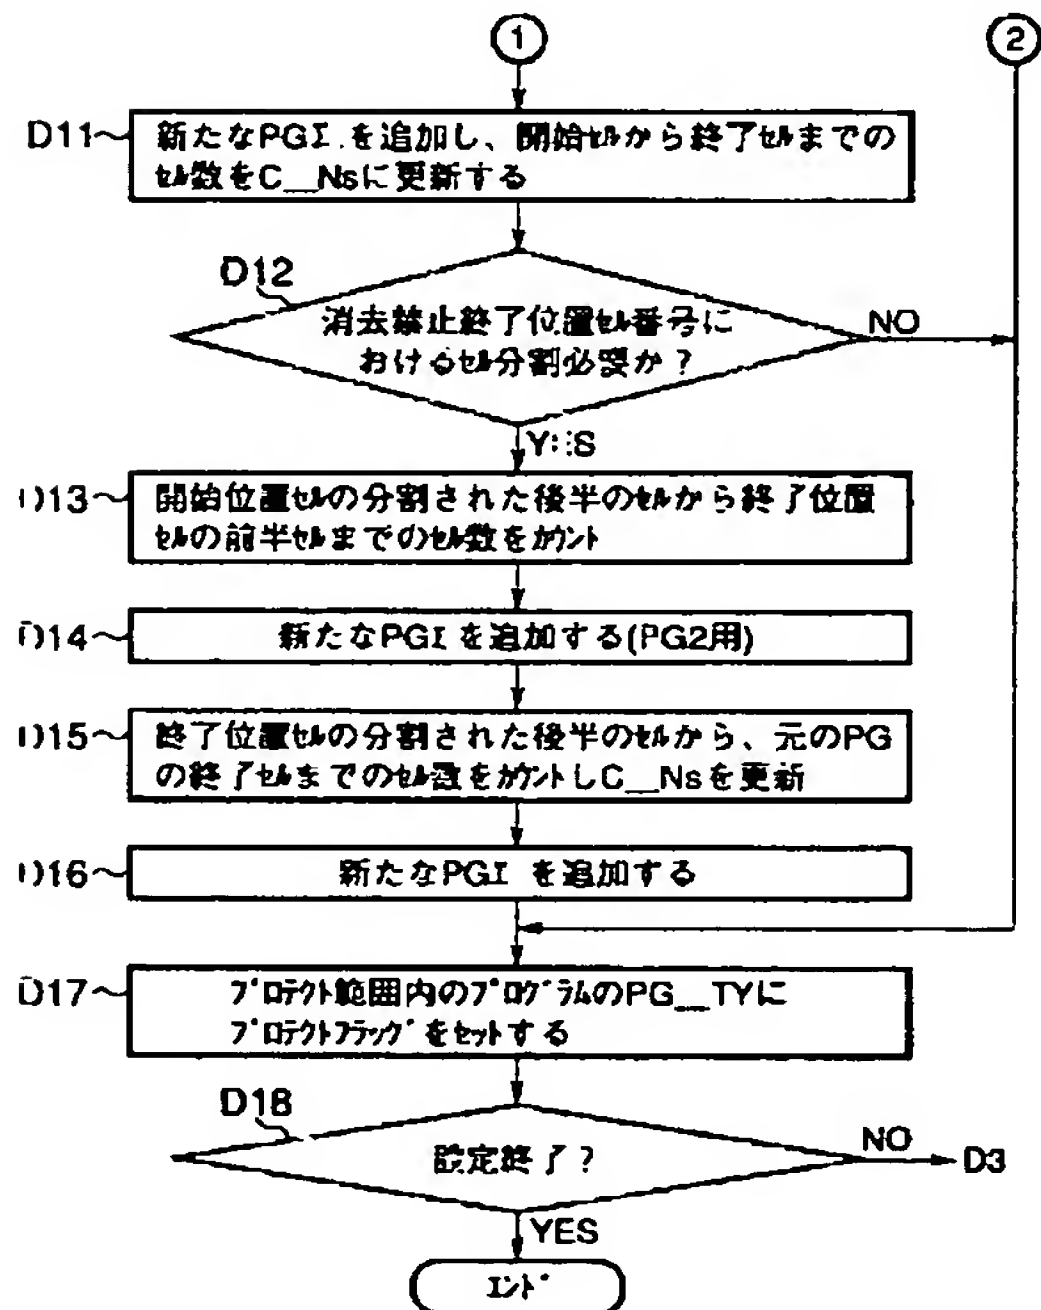 1
2
D11
新たなPGI.を追加し、開始ｾﾙから終了ｾﾙまでの
ｾﾙ数をC__Nsに更新する
D12
消去禁止終了位置ｾﾙ番号に
おけるｾﾙ分割必要か？
NO
YES
D13
開始位置ｾﾙの分割された後半のｾﾙから終了位置
ｾﾙの前半ｾﾙまでのｾﾙ数をｶｳﾝﾄ
D14
新たなPGI を追加する(PG2用)
D15
終了位置ｾﾙの分割された後半のｾﾙから、元のPG
の終了ｾﾙまでのｾﾙ数をｶｳﾝﾄしC__Nsを更新
D16
新たなPGI を追加する
D17
ﾌﾟﾛﾃｸﾄ範囲内のﾌﾟﾛｸﾞﾗﾑのPG__TYに
ﾌﾟﾛﾃｸﾄﾌﾗｯｸﾞをｾｯﾄする
D18
設定終了？
NO
D3
YES
ｴﾝﾄﾞ